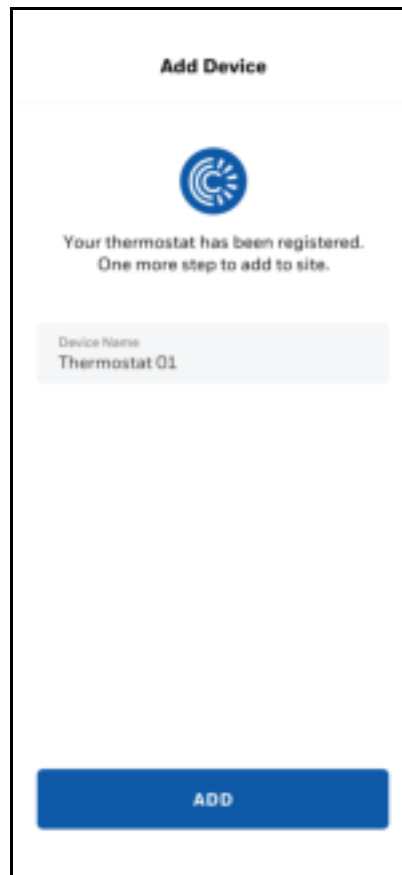 Add Device
Your thermostat has been registered.
One more step to add to site.
Device Name
Thermostat 01
ADD